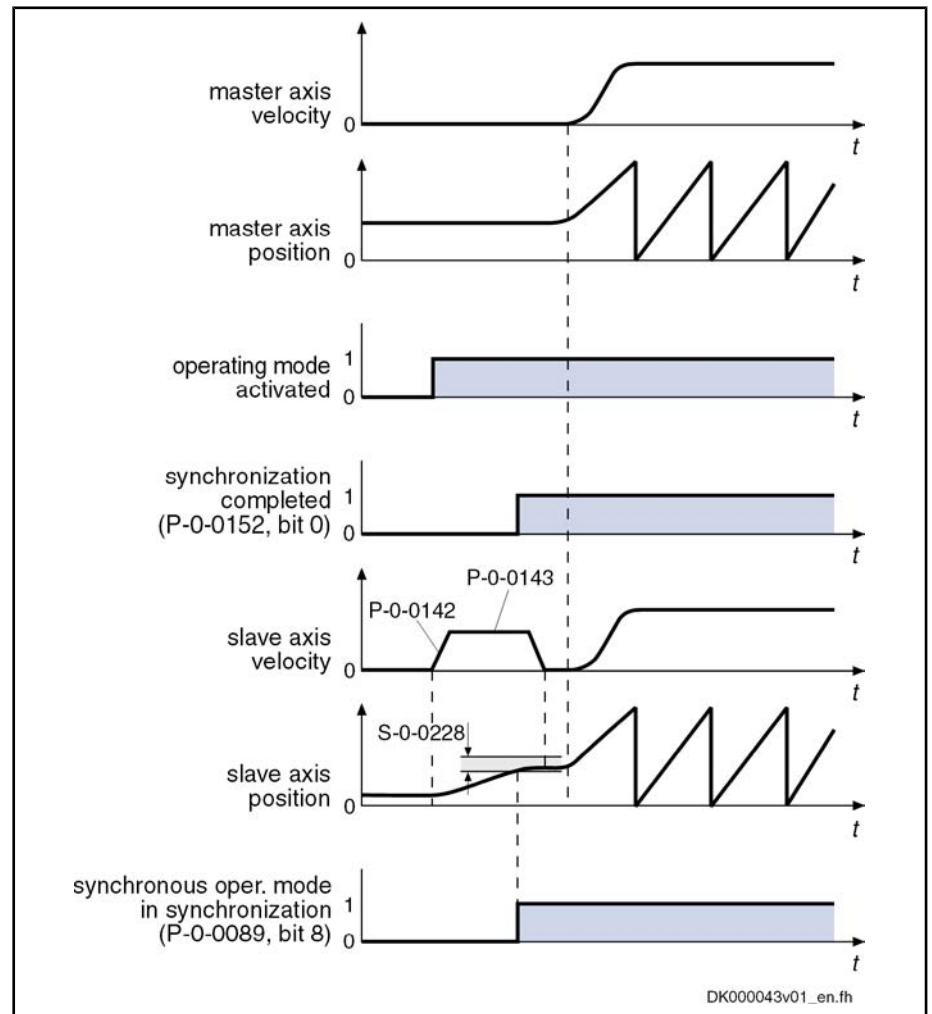 master axis
velocity
0
t
master axis
position
0
t
operating mode
activated
1
0
t
synchronization
completed
(P-0-0152, bit 0)
1
0
t
P-0-0143
P-0-0142
slave axis
velocity
0
t
S-0-0228
slave axis
position
0
t
synchronous oper. mode
in synchronization
(P-0-0089, bit 8)
1
0
t
DK000043v01_en.fh